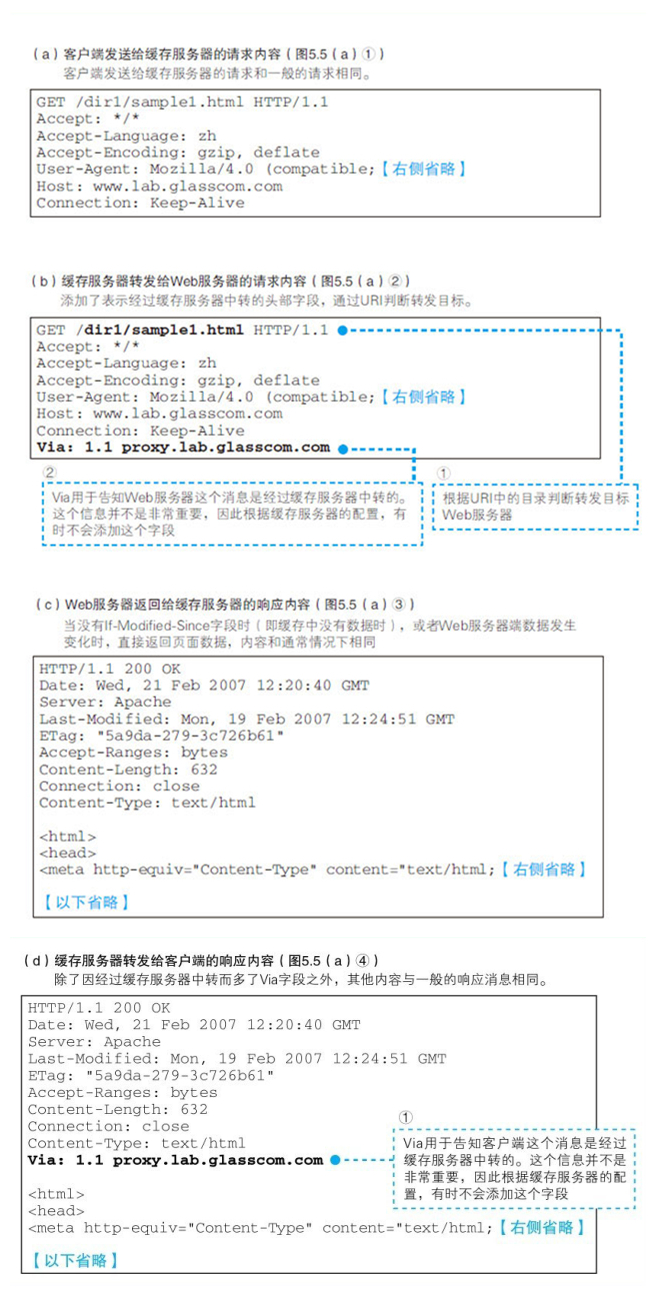 （a）客户端发送给缓存服务器的请求内容（图5.5（a）①）
客户端发送给缓存服务器的请求和一般的请求相同。
GET /dir1/sample1.html HTTP/1.1
Accept: */*
Accept-Language: zh
Accept-Encoding: gzip, deflate
User-Agent: Mozilla/4.0 (compatible;【右侧省略】
Host: www.lab.glasscom.com
Connection: Keep-Alive
（b）缓存服务器转发给Web服务器的请求内容（图5.5（a）②）
添加了表示经过缓存服务器中转的头部字段，通过URI判断转发目标。
GET /dir1/sample1.html HTTP/1.1
Accept: */*
Accept-Language: zh
Accept-Encoding: gzip, deflate
User-Agent: Mozilla/4.0 (compatible;【右侧省略】
Host: www.lab.glasscom.com
Connection: Keep-Alive
Via: 1.1 proxy.lab.glasscom.com
②
Via用于告知Web服务器这个消息是经过缓存服务器中转的。
这个信息并不是非常重要，因此根据缓存服务器的配置，有
时不会添加这个字段
①
根据URI中的目录判断转发目标
Web服务器
（c）Web服务器返回给缓存服务器的响应内容（图5.5（a）③）
当没有If-Modified-Since字段时（即缓存中没有数据时），或者Web服务器端数据发生
变化时，直接返回页面数据，内容和通常情况下相同
HTTP/1.1 200 OK
Date: Wed, 21 Feb 2007 12:20:40 GMT
Server: Apache
Last-Modified: Mon, 19 Feb 2007 12:24:51 GMT
ETag: "5a9da-279-3c726b61"
Accept-Ranges: bytes
Content-Length: 632
Connection: close
Content-Type: text/html
<html>
<head>
<meta http-equiv="Content-Type" content="text/html;【右侧省略】
【以下省略】
（d）缓存服务器转发给客户端的响应内容（图5.5（a）④）
除了因经过缓存服务器中转而多了Via字段之外，其他内容与一般的响应消息相同。
HTTP/1.1 200 OK
Date: Wed, 21 Feb 2007 12:20:40 GMT
Server: Apache
Last-Modified: Mon, 19 Feb 2007 12:24:51 GMT
ETag: "5a9da-279-3c726b61"
Accept-Ranges: bytes
Content-Length: 632
Connection: close
Content-Type: text/html
Via: 1.1 proxy.lab.glasscom.com
①
Via用于告知客户端这个消息是经过
缓存服务器中转的。这个信息并不是
非常重要，因此根据缓存服务器的配
置，有时不会添加这个字段
<html>
<head>
<meta http-equiv="Content-Type" content="text/html;【右侧省略】
【以下省略】